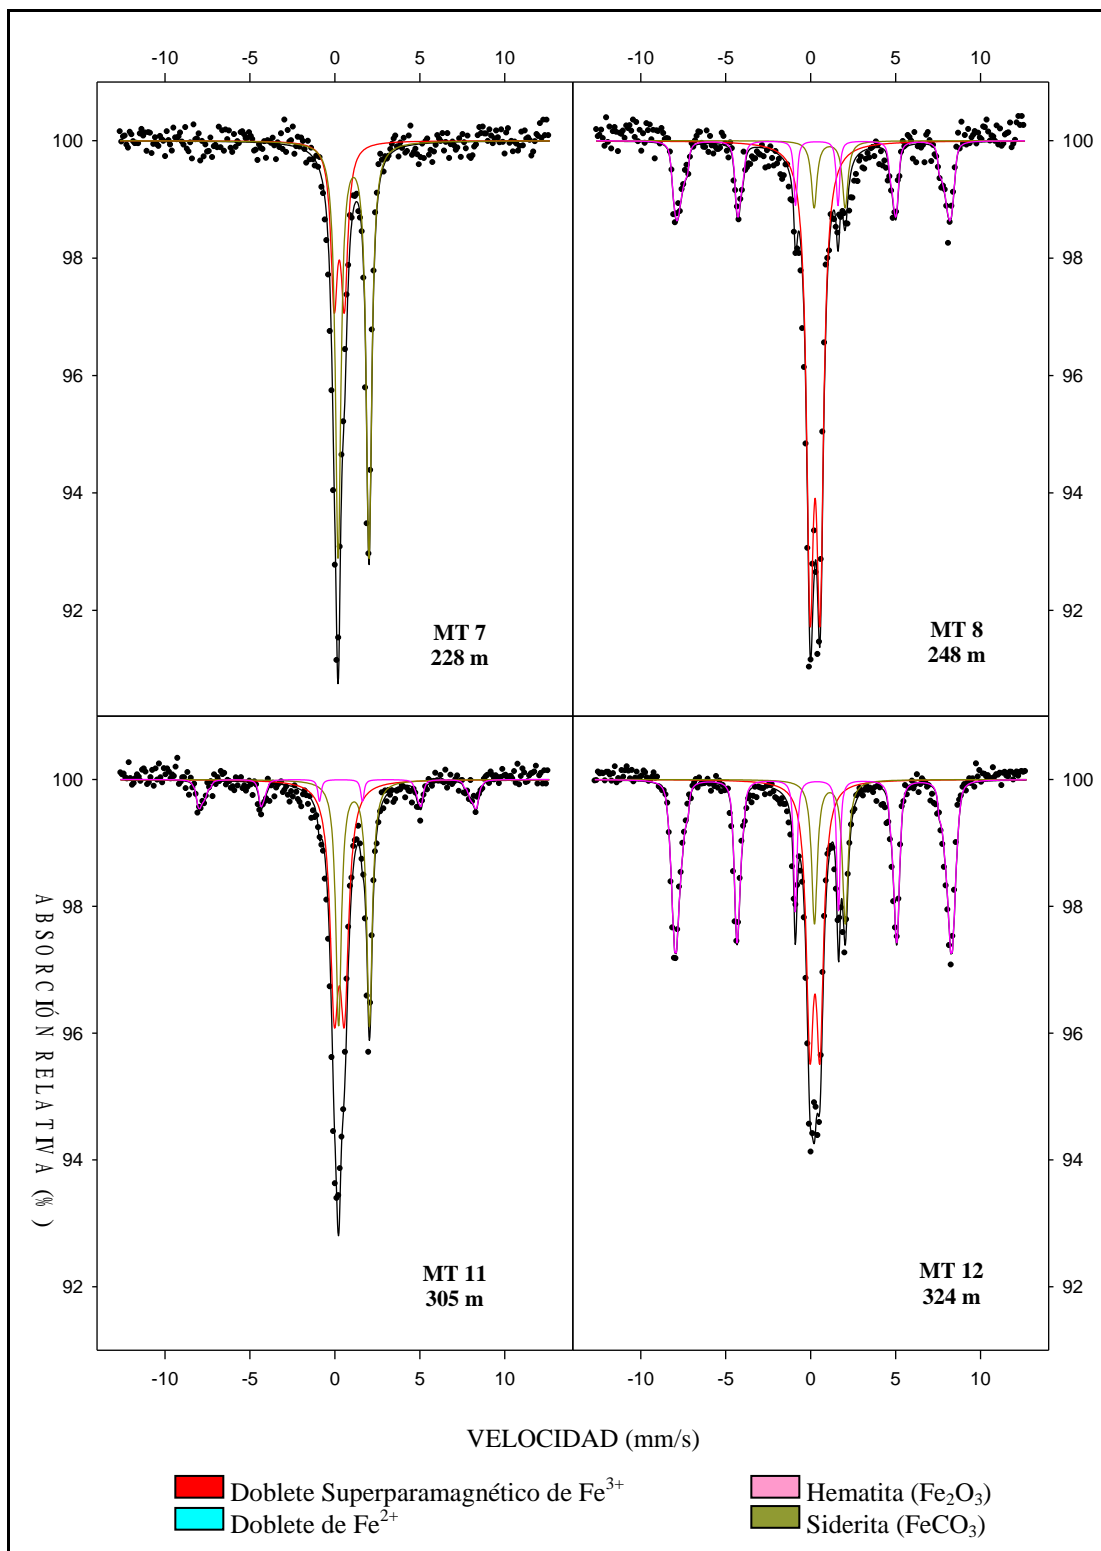 -10 -5 0 5 10 -10 -5 0 5 10
100 100
98 98
96 96
94 94
92 92
MT 7
228 m
MT 8
248 m
100 100
98 98
96 96
94 94
92 92
MT 11
305 m
MT 12
324 m
ABSORCIÓN RELATIVA (%)
-10 -5 0 5 10 -10 -5 0 5 10
VELOCIDAD (mm/s)
Doblete Superparamagnético de Fe³⁺
Doblete de Fe²⁺
Hematita (Fe₂O₃)
Siderita (FeCO₃)